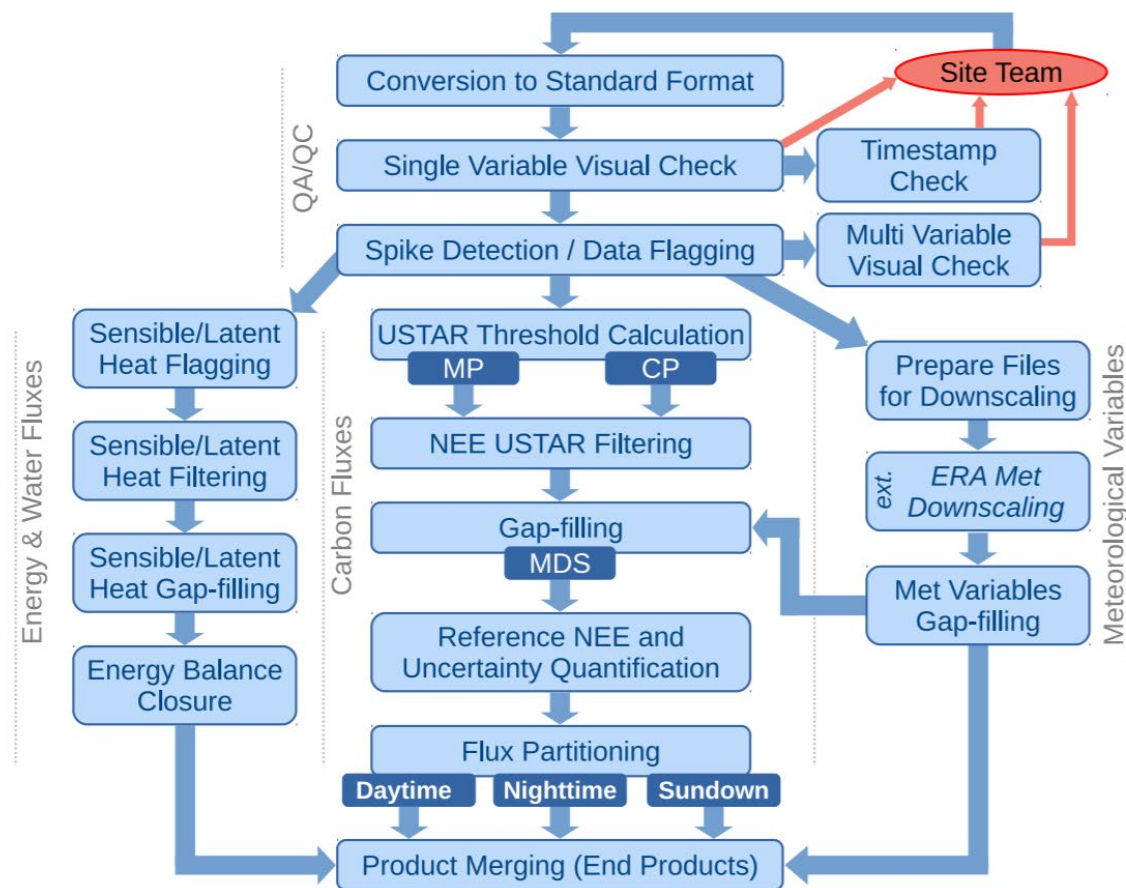 Site Team
Conversion to Standard Format
QA/QC
Single Variable Visual Check
Timestamp
Check
Spike Detection / Data Flagging
Multi Variable
Visual Check
Energy & Water Fluxes
Sensible/Latent
Heat Flagging
Sensible/Latent
Heat Filtering
Sensible/Latent
Heat Gap-filling
Energy Balance
Closure
Carbon Fluxes
USTAR Threshold Calculation
MP
CP
NEE USTAR Filtering
Gap-filling
MDS
Reference NEE and
Uncertainty Quantification
Flux Partitioning
Daytime
Nighttime
Sundown
Meteorological Variables
Prepare Files
for Downscaling
ext.
ERA Met
Downscaling
Met Variables
Gap-filling
Product Merging (End Products)